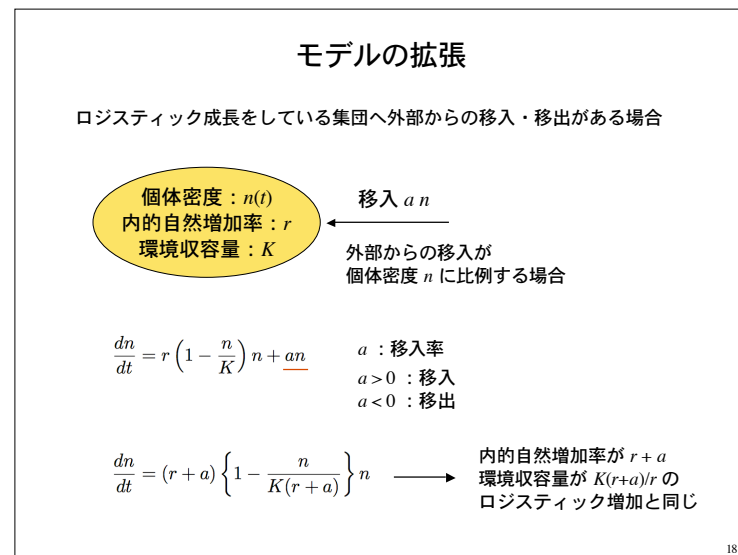 モデルの拡張
ロジスティック成長をしている集団へ外部からの移入・移出がある場合
個体密度：n(t)
内的自然増加率：r
環境収容量：K
移入 a n
外部からの移入が
個体密度 n に比例する場合
dn/dt = r (1 − n/K) n + an
a ：移入率
a > 0 ：移入
a < 0 ：移出
dn/dt = (r + a) {1 − n/K(r + a)} n
内的自然増加率が r + a
環境収容量が K(r+a)/r の
ロジスティック増加と同じ
18